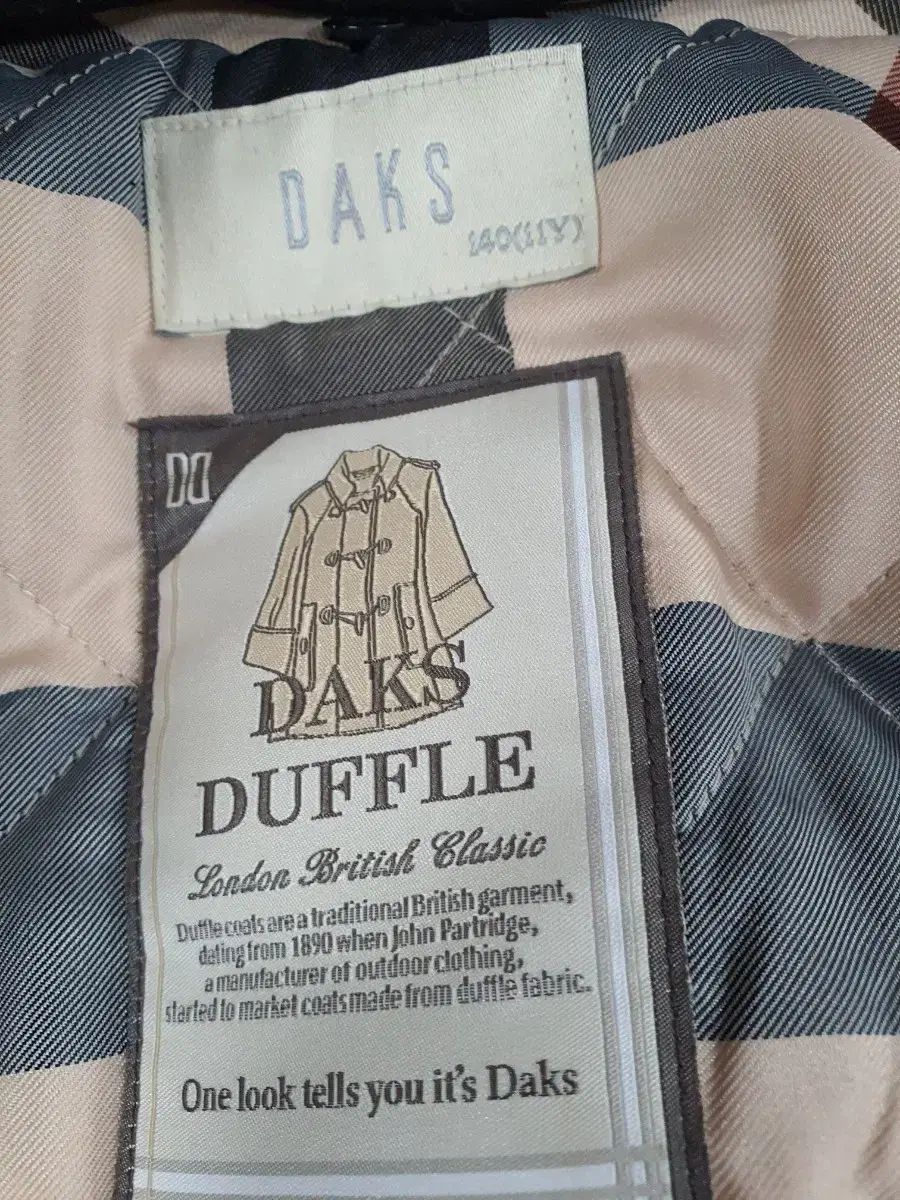 DAKS
140(11Y)
DD
DAKS
DUFFLE
London British Classic
Duffle coats are a traditional British garment,
dating from 1890 when John Partridge,
a manufacturer of outdoor clothing,
started to market coats made from duffle fabric.
One look tells you it's Daks